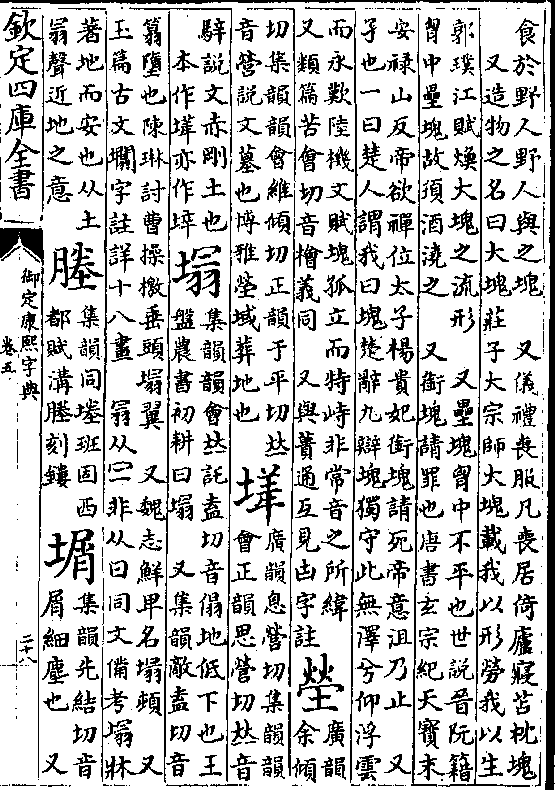 食於野人野人與之塊　又儀禮喪服凡喪居倚廬寢苫枕塊
又造物之名曰大塊莊子大宗師大塊載我以形勞我以生
郭璞江賦煥大塊之流形　又壘塊胷中不平也世說晉阮籍
胷中壘塊故須酒澆之　又銜塊請罪也唐書玄宗紀天寶末
安禄山反帝欲禪位太子楊貴妃銜塊請死帝意沮乃止　又
子也一曰楚人謂我曰塊楚辭九辯塊獨守此無澤兮仰浮雲
而永歎陸機文賦塊孤立而特峙非常音之所緯
又類篇苦會切音檜義同　又與蕢通互見凷字註
塋
廣韻
余傾
切集韻韻會維傾切正韻于平切𠀤
音營說文墓也博雅塋域葬地也
廣韻息營切集韻韻
會正韻思營切𠀤音
騂說文赤剛土也
本作亦作垶
塌
集韻韻會𠀤託盍切音傝地低下也王
盤農書初耕曰塌　又集韻敵盍切音
墮也陳琳討曹操檄垂頭塌翼　又魏志鮮卑名塌頓　又
玉篇古文字註詳十八畫　𦐇从冃非从曰同文備考塌牀
著地而安也从土
𦐇聲近地之意
塍
集韻同塍班固西
都賦溝塍刻鏤
塮
集韻先結切音
屑細塵也　又
欽定四庫全書
御定康熙字典
卷五
二十八